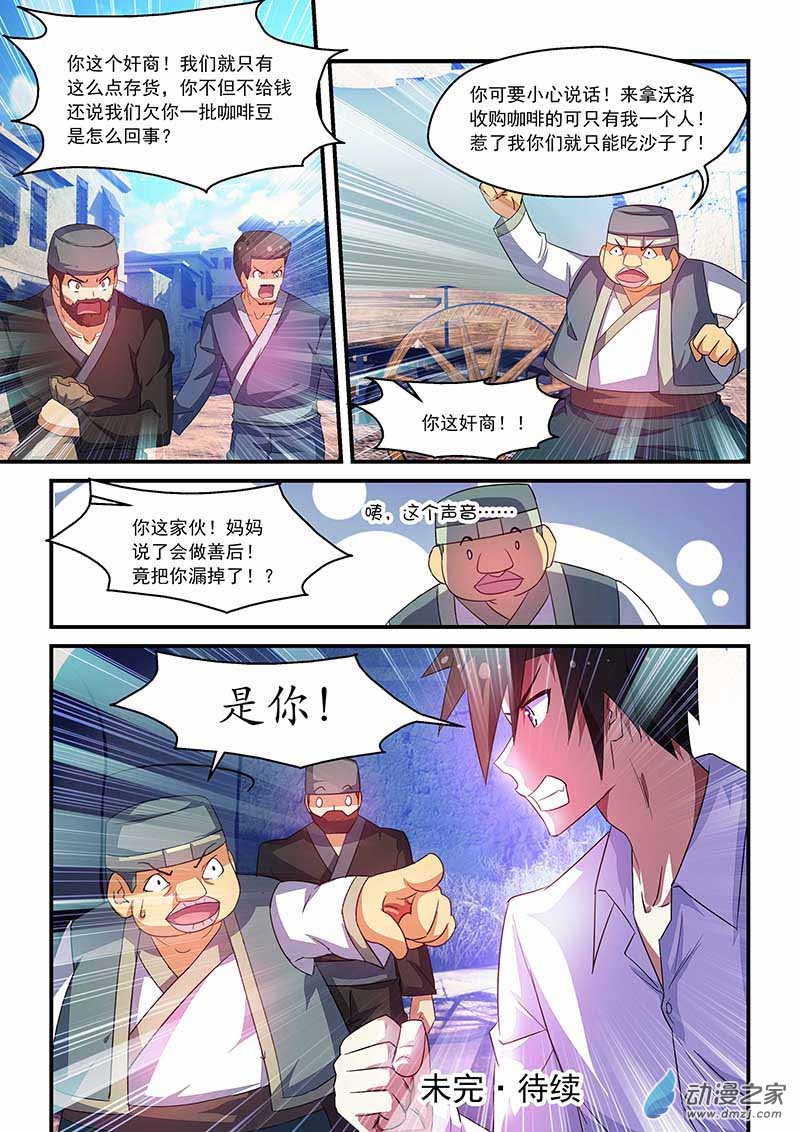 你这个奸商！我们就只有
这么点存货，你不但不给钱
还说我们欠你一批咖啡豆
是怎么回事？
你可要小心说话！来拿沃洛
收购咖啡的可只有我一个人！
惹了我你们就只能吃沙子了！
你这奸商！！
你这家伙！妈妈
说了会做善后！
竟把你漏掉了！？
咦，这个声音……
是你！
未完·待续
动漫之家
www.dmzj.com